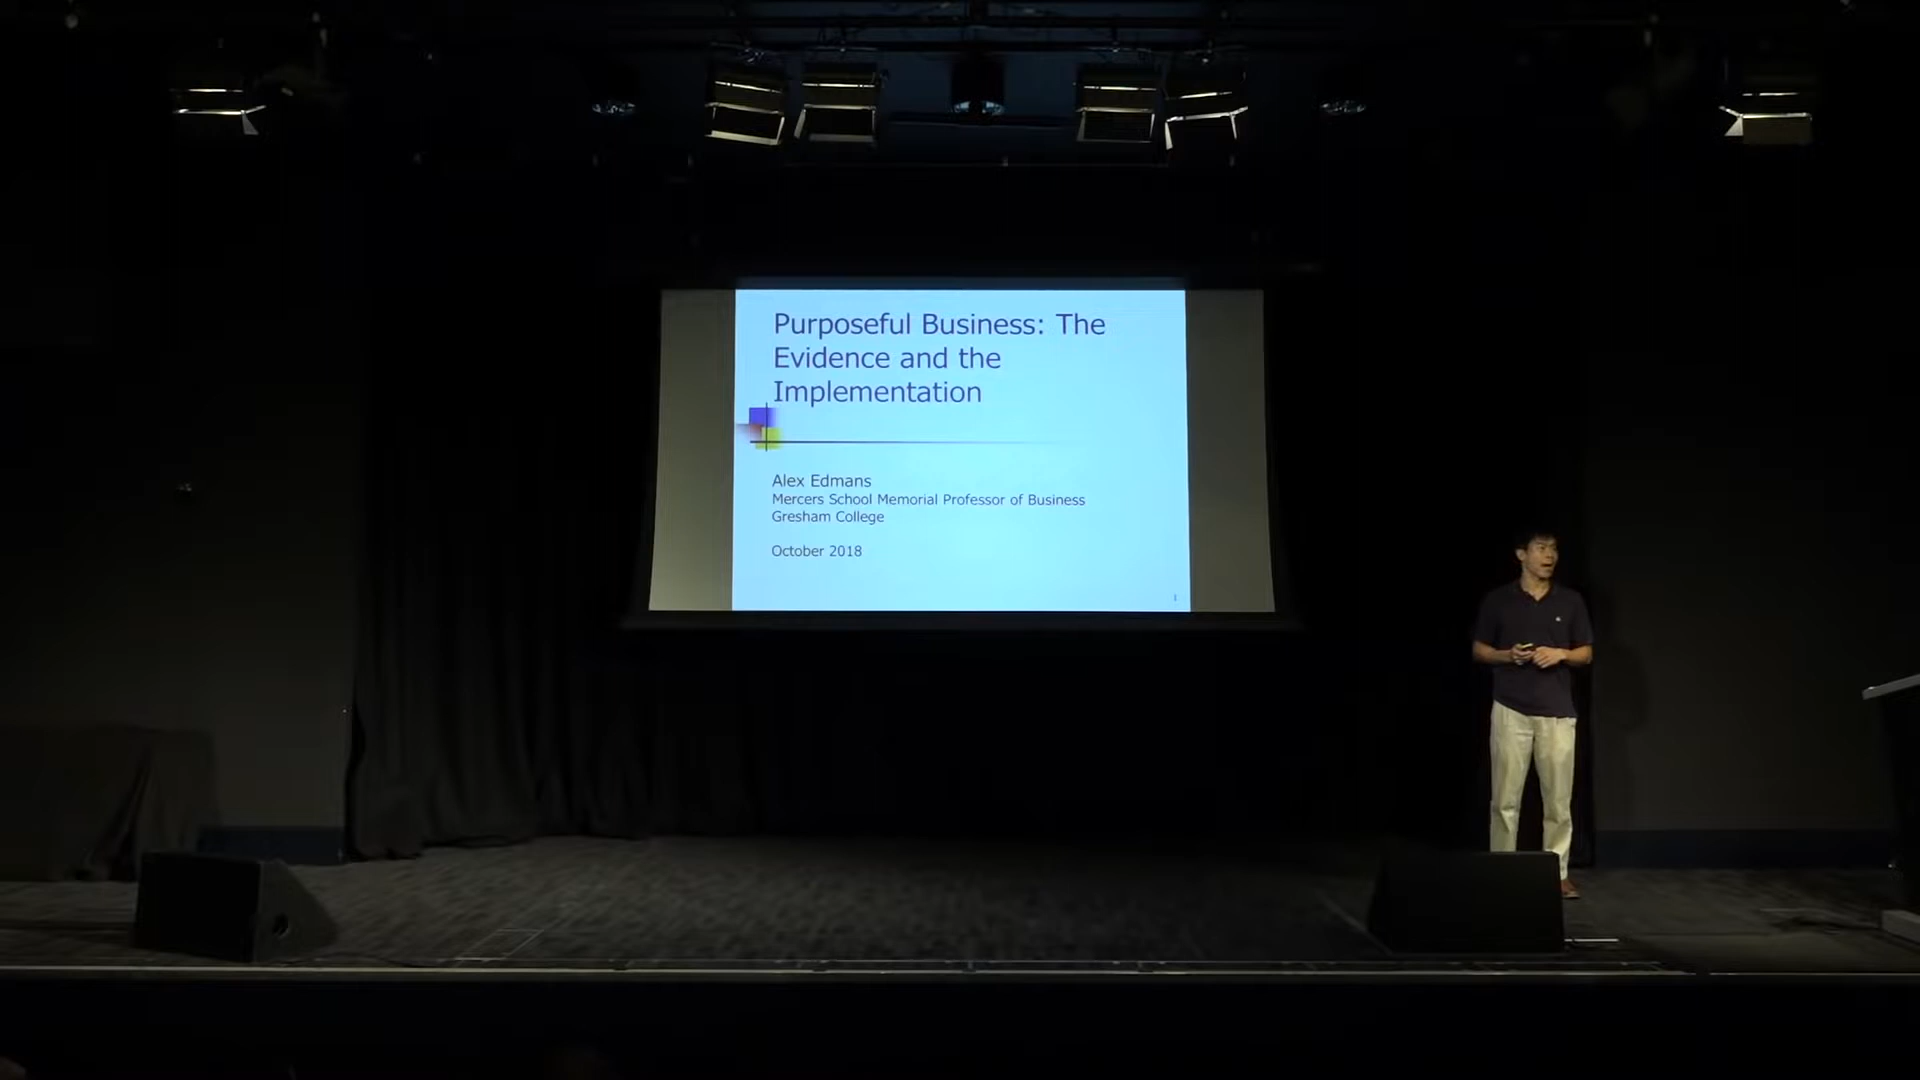 Purposeful Business: The
Evidence and the
Implementation
Alex Edmans
Mercers School Memorial Professor of Business
Gresham College
October 2018
1